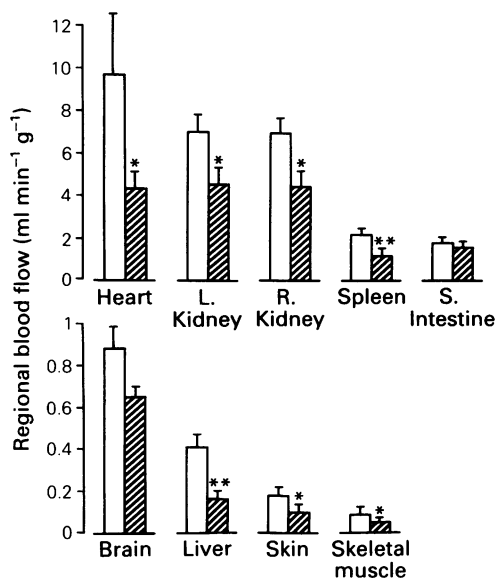 Regional blood flow (ml min⁻¹ g⁻¹)
12
10
8
6
4
2
0
*
*
*
**
Heart
L.
Kidney
R.
Kidney
Spleen
S.
Intestine
1
0.8
0.6
0.4
0.2
0
**
*
*
Brain
Liver
Skin
Skeletal
muscle